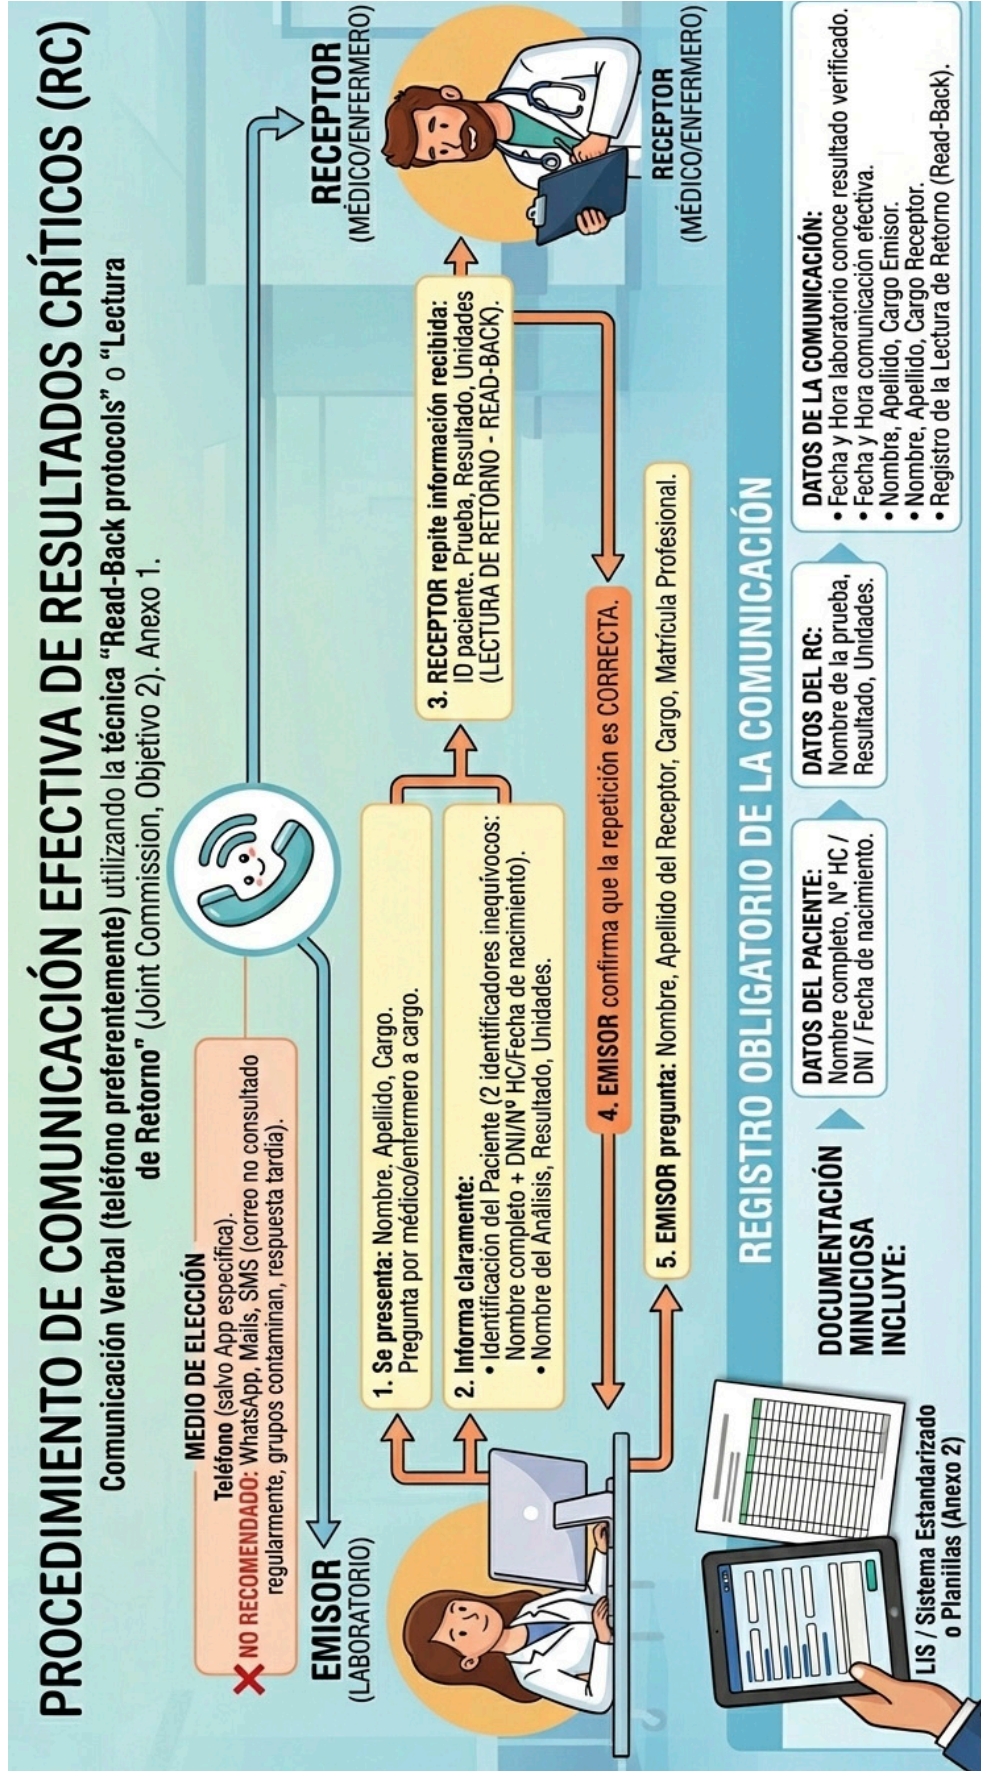 PROCEDIMIENTO DE COMUNICACIÓN EFECTIVA DE RESULTADOS CRÍTICOS (RC)
Comunicación Verbal (teléfono preferentemente) utilizando la técnica “Read-Back protocols” o “Lectura
de Retorno" (Joint Commission, Objetivo 2). Anexo 1.
MEDIO DE ELECCIÓN
Teléfono (salvo App específica).
NO RECOMENDADO: WhatsApp, Mails, SMS (correo no consultado
regularmente, grupos contaminan, respuesta tardia).
EMISOR
(LABORATORIO)
RECEPTOR
(MÉDICO/ENFERMERO)
1. Se presenta: Nombre. Apellido, Cargo.
Pregunta por médico/enfermero a cargo.
2. Informa claramente:
• Identificación del Paciente (2 identificadores inequívocos:
Nombre completo + DNI/Nº HC/Fecha de nacimiento).
• Nombre del Análisis, Resultado, Unidades.
3. RECEPTOR repite información recibida:
ID paciente. Prueba, Resultado, Unidades
(LECTURA DE RETORNO - READ-BACK).
RECEPTOR
(MÉDICO/ENFERMERO)
4. EMISOR confirma que la repetición es CORRECTA.
5. EMISOR pregunta: Nombre, Apellido del Receptor, Cargo, Matrícula Profesional.
REGISTRO OBLIGATORIO DE LA COMUNICACIÓN
LIS / Sistema Estandarizado
o Planillas (Anexo 2)
DOCUMENTACIÓN
MINUCIOSA
INCLUYE:
DATOS DEL PACIENTE:
Nombre completo, Nº HC /
DNI / Fecha de nacimiento.
DATOS DEL RC:
Nombre de la prueba,
Resultado, Unidades.
DATOS DE LA COMUNICACIÓN:
• Fecha y Hora laboratorio conoce resultado verificado.
• Fecha y Hora comunicación efectiva.
• Nombre, Apellido, Cargo Emisor.
• Nombre, Apellido, Cargo Receptor.
• Registro de la Lectura de Retorno (Read-Back).